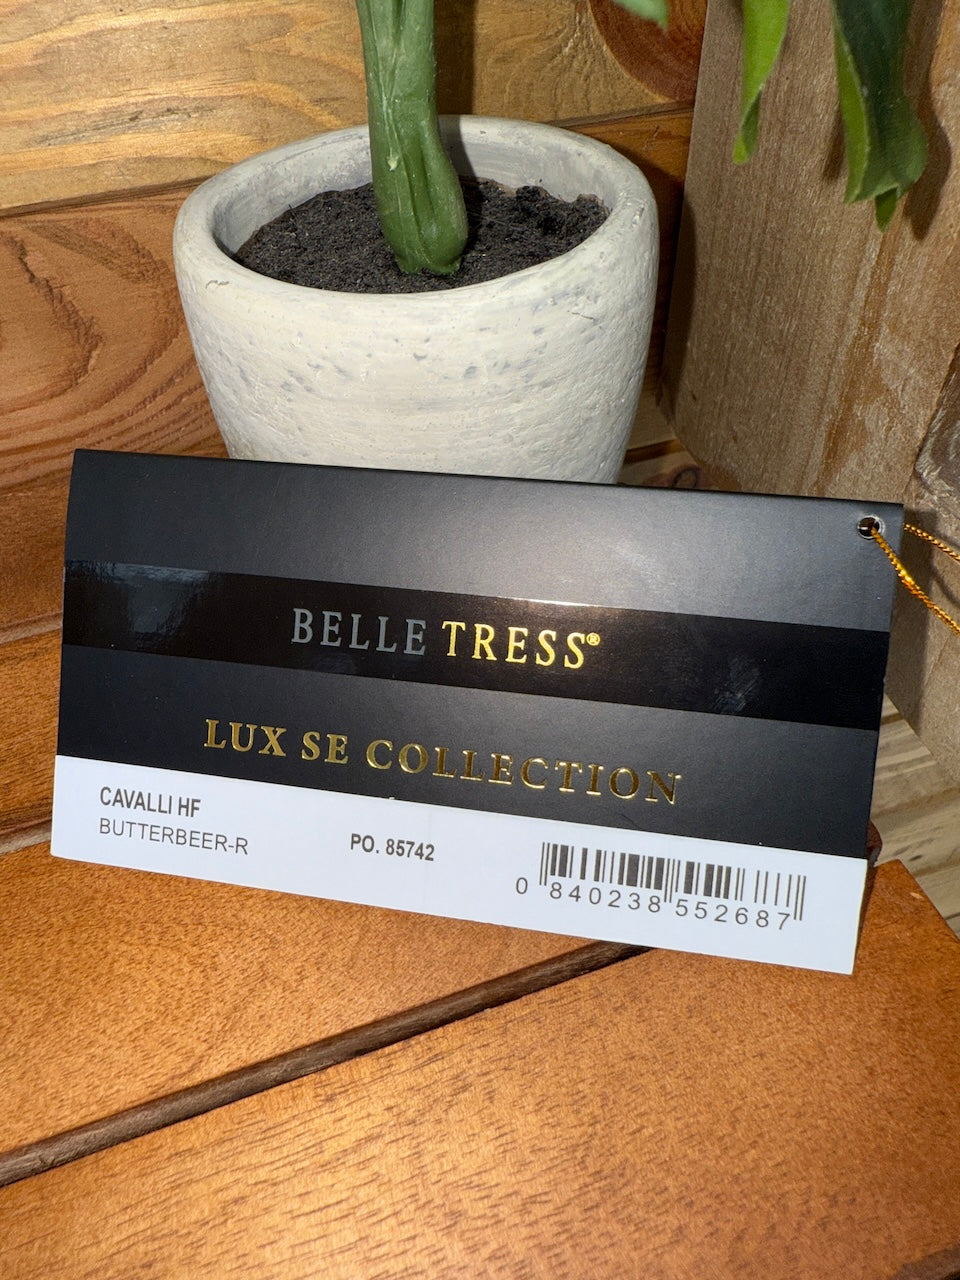 BELLE TRESS®
LUX SE COLLECTION
CAVALLI HF
BUTTERBEER-R
PO. 85742
0 840238 552687